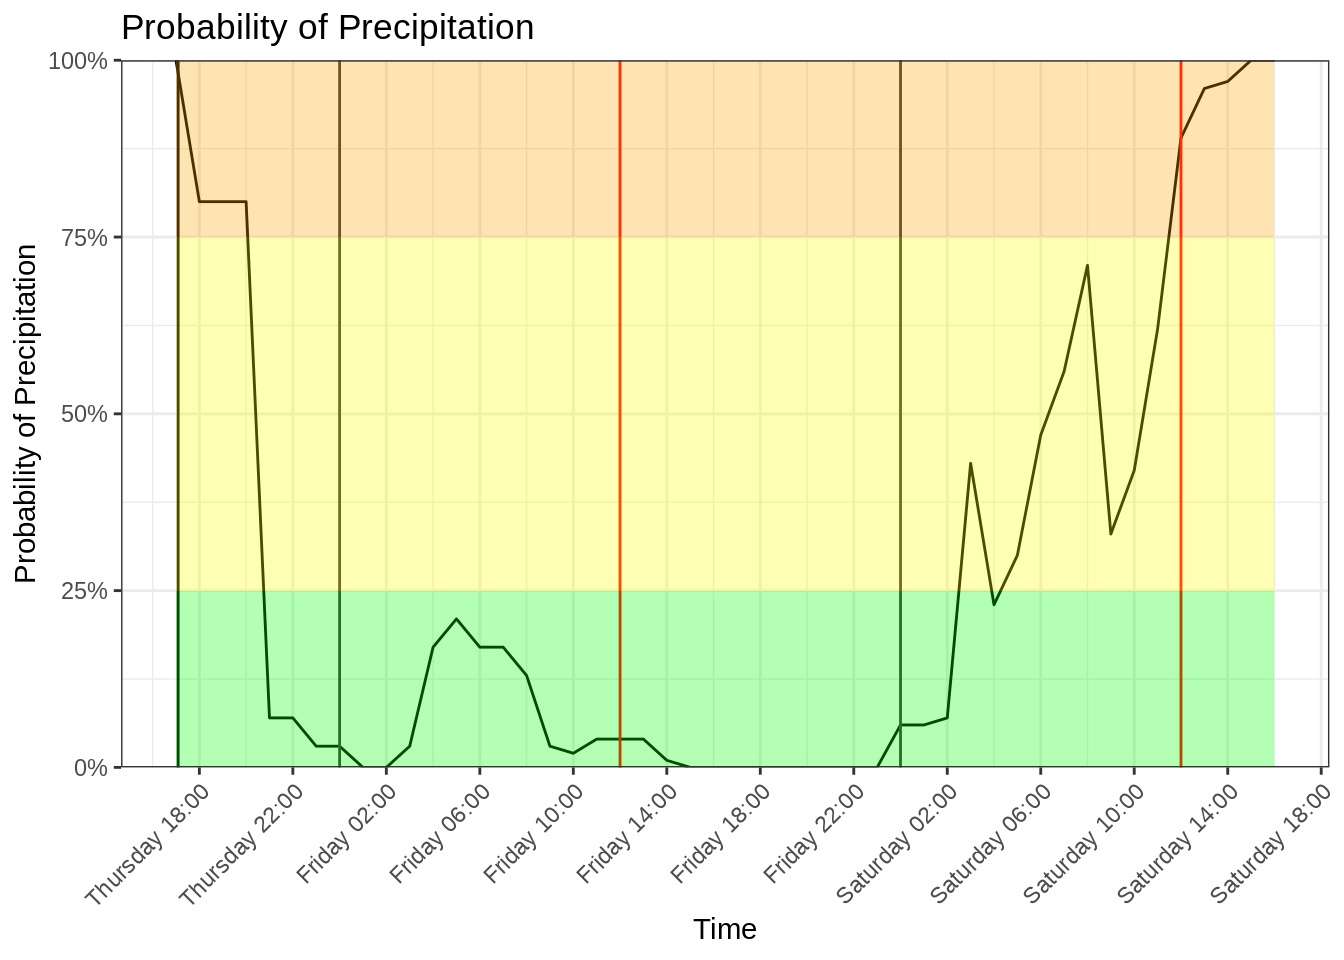 Probability of Precipitation
Probability of Precipitation
100%
75%
50%
25%
0%
Thursday 18:00
Thursday 22:00
Friday 02:00
Friday 06:00
Friday 10:00
Friday 14:00
Friday 18:00
Friday 22:00
Saturday 02:00
Saturday 06:00
Saturday 10:00
Saturday 14:00
Saturday 18:00
Time